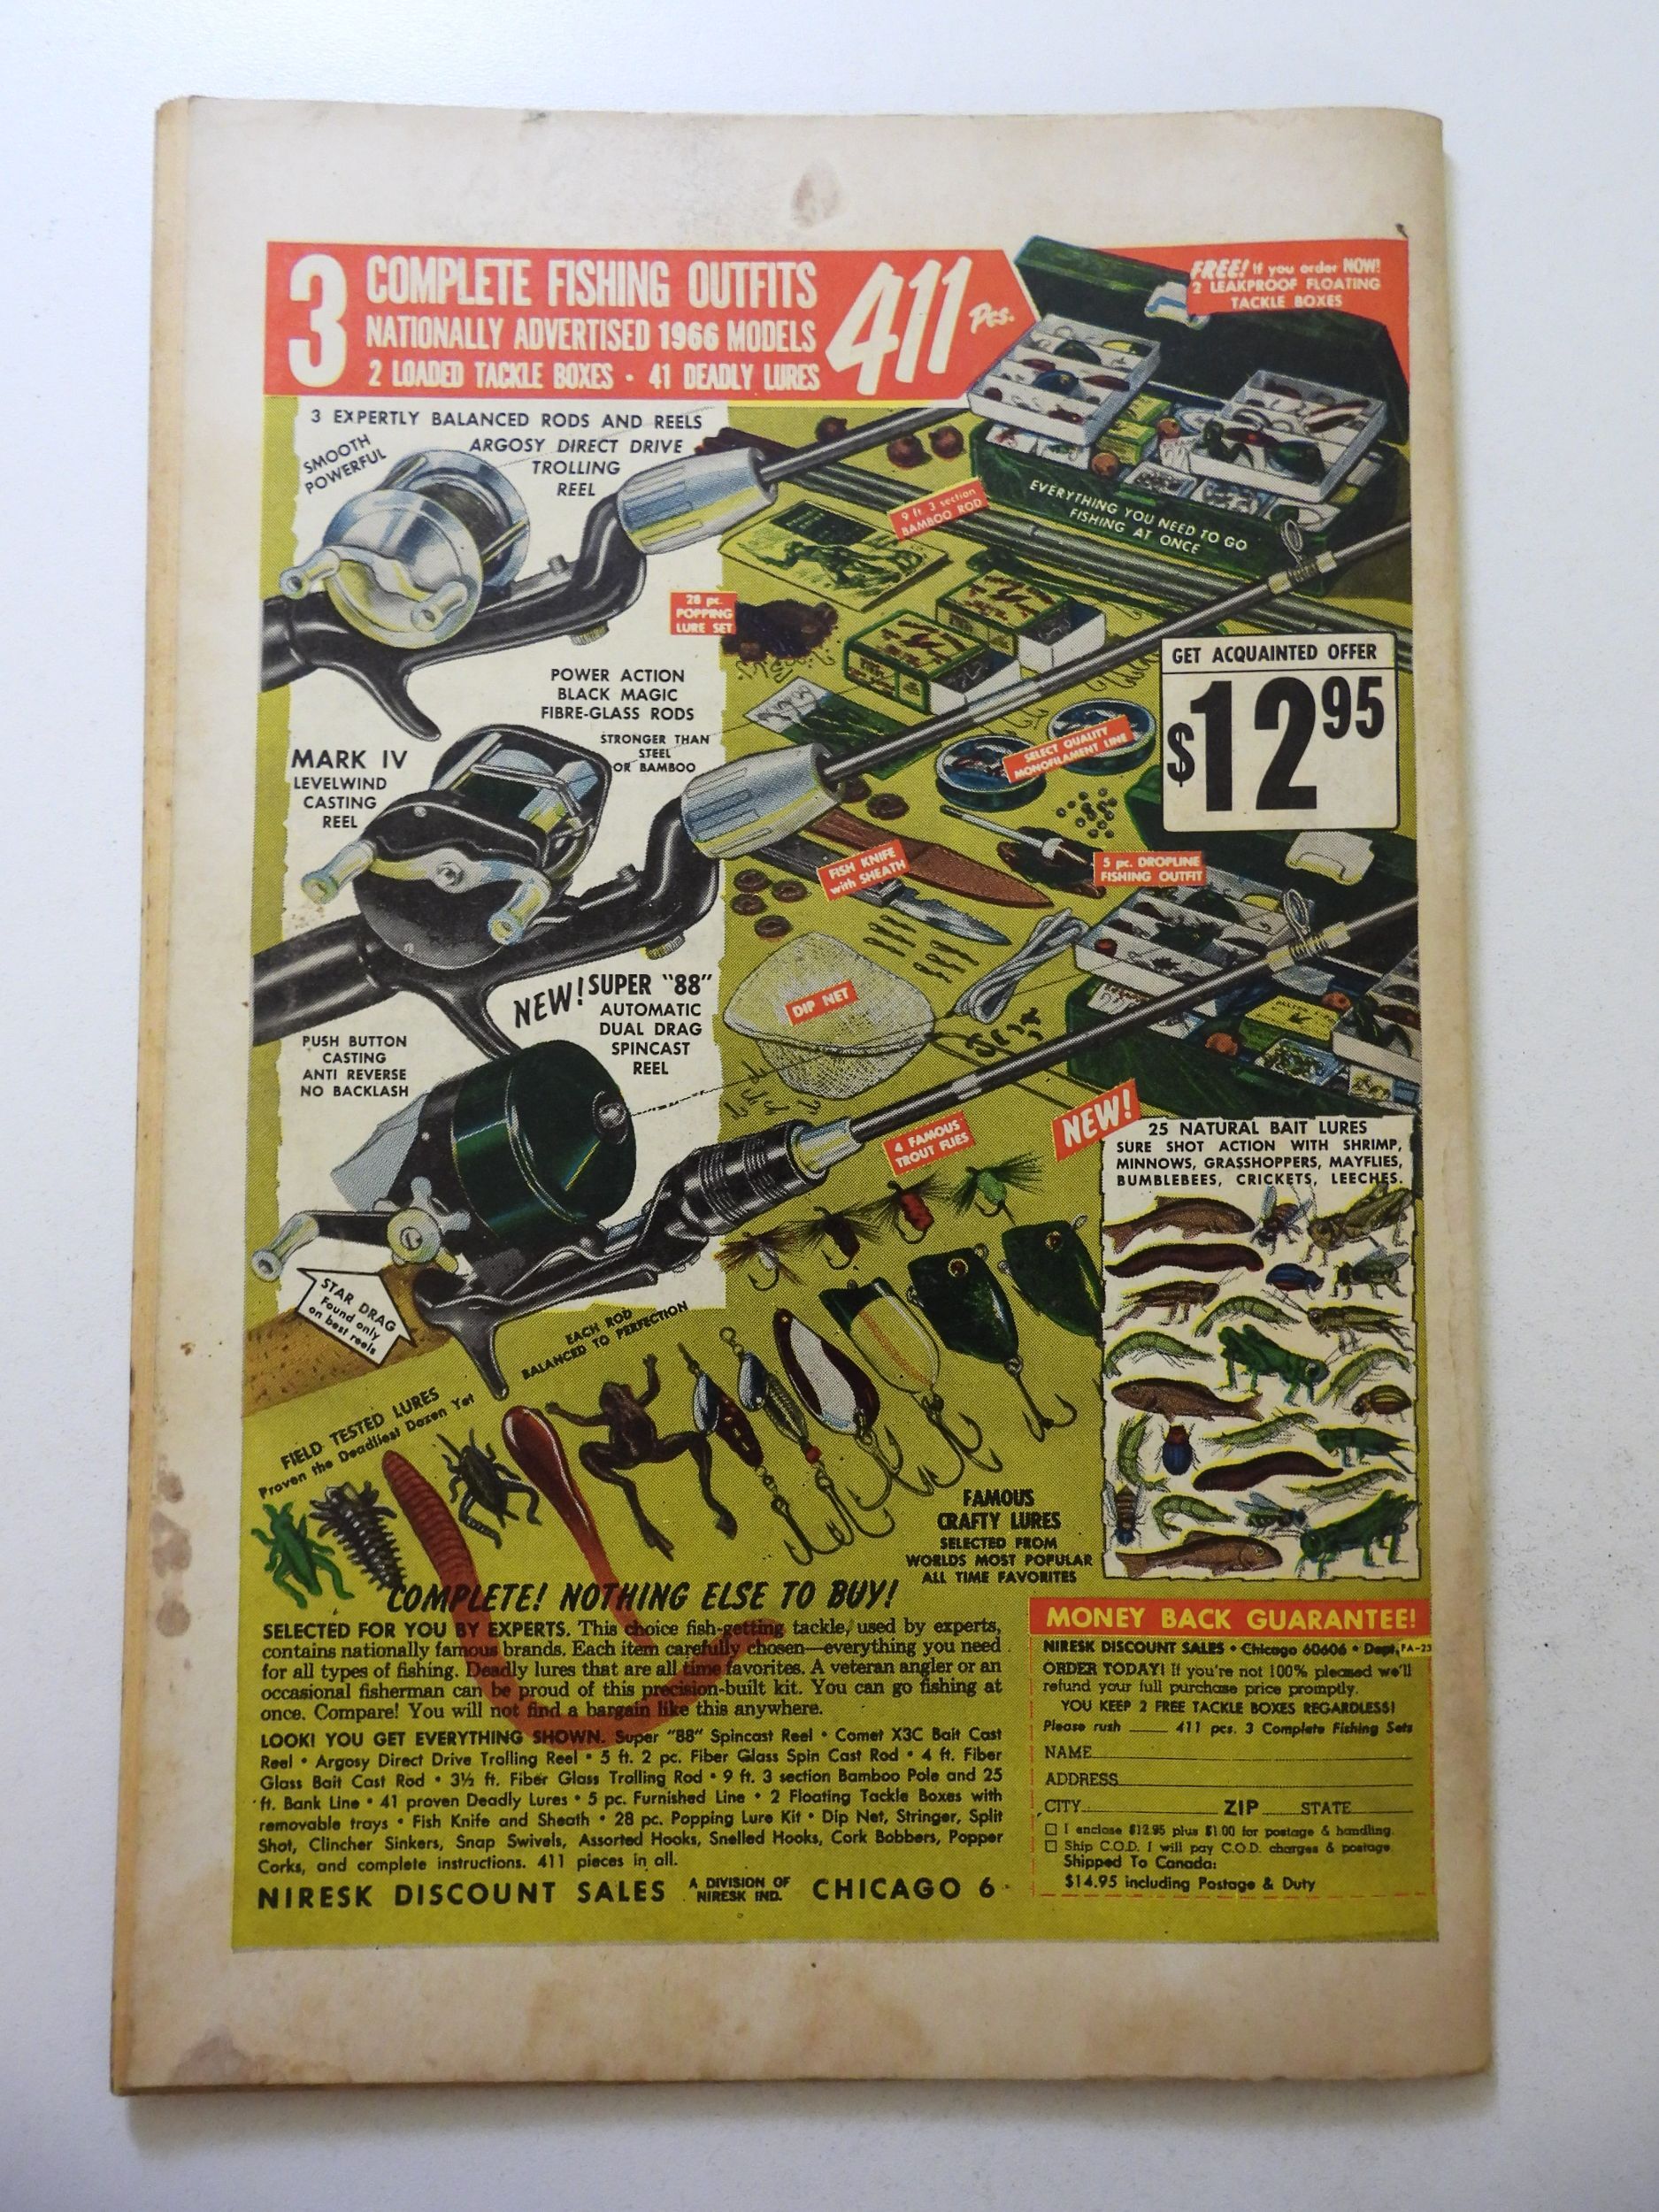 3
COMPLETE FISHING OUTFITS
NATIONALLY ADVERTISED 1966 MODELS
2 LOADED TACKLE BOXES · 41 DEADLY LURES
411 Pcs.
FREE! If you order NOW!
2 LEAKPROOF FLOATING
TACKLE BOXES
3 EXPERTLY BALANCED RODS AND REELS
SMOOTH
POWERFUL
ARGOSY DIRECT DRIVE
TROLLING
REEL
EVERYTHING YOU NEED TO GO
FISHING AT ONCE
9 ft. 3 section
BAMBOO ROD
28 pc.
POPPING
LURE SET
GET ACQUAINTED OFFER
$12 95
POWER ACTION
BLACK MAGIC
FIBRE-GLASS RODS
STRONGER THAN
STEEL
OR BAMBOO
SELECT QUALITY
MONOFILAMENT LINE
MARK IV
LEVELWIND
CASTING
REEL
FISH KNIFE
with SHEATH
5 pc. DROPLINE
FISHING OUTFIT
NEW! SUPER "88"
AUTOMATIC
DUAL DRAG
SPINCAST
REEL
DIP NET
PUSH BUTTON
CASTING
ANTI REVERSE
NO BACKLASH
4 FAMOUS
TROUT FLIES
NEW!
25 NATURAL BAIT LURES
SURE SHOT ACTION WITH SHRIMP,
MINNOWS, GRASSHOPPERS, MAYFLIES,
BUMBLEBEES, CRICKETS, LEECHES.
STAR DRAG
Found only
on best reels
EACH ROD
BALANCED TO PERFECTION
FIELD TESTED LURES
Proven the Deadliest Dozen Yet
FAMOUS
CRAFTY LURES
SELECTED FROM
WORLDS MOST POPULAR
ALL TIME FAVORITES
COMPLETE! NOTHING ELSE TO BUY!
SELECTED FOR YOU BY EXPERTS. This choice fish-getting tackle, used by experts,
contains nationally famous brands. Each item carefully chosen—everything you need
for all types of fishing. Deadly lures that are all time favorites. A veteran angler or an
occasional fisherman can be proud of this precision-built kit. You can go fishing at
once. Compare! You will not find a bargain like this anywhere.
LOOK! YOU GET EVERYTHING SHOWN. Super "88" Spincast Reel • Comet X3C Bait Cast
Reel • Argosy Direct Drive Trolling Reel • 5 ft. 2 pc. Fiber Glass Spin Cast Rod • 4 ft. Fiber
Glass Bait Cast Rod • 3½ ft. Fiber Glass Trolling Rod • 9 ft. 3 section Bamboo Pole and 25
ft. Bank Line • 41 proven Deadly Lures • 5 pc. Furnished Line • 2 Floating Tackle Boxes with
removable trays • Fish Knife and Sheath • 28 pc. Popping Lure Kit • Dip Net, Stringer, Split
Shot, Clincher Sinkers, Snap Swivels, Assorted Hooks, Snelled Hooks, Cork Bobbers, Popper
Corks, and complete instructions. 411 pieces in all.
NIRESK DISCOUNT SALES A DIVISION OF NIRESK IND. CHICAGO 6
MONEY BACK GUARANTEE!
NIRESK DISCOUNT SALES • Chicago 60606 • Dept. FA-23
ORDER TODAY! If you're not 100% pleased we'll
refund your full purchase price promptly.
YOU KEEP 2 FREE TACKLE BOXES REGARDLESS!
Please rush ____ 411 pcs. 3 Complete Fishing Sets
NAME
ADDRESS
CITY ZIP STATE
☐ I enclose $12.95 plus $1.00 for postage & handling.
☐ Ship C.O.D. I will pay C.O.D. charges & postage
Shipped To Canada:
$14.95 including Postage & Duty